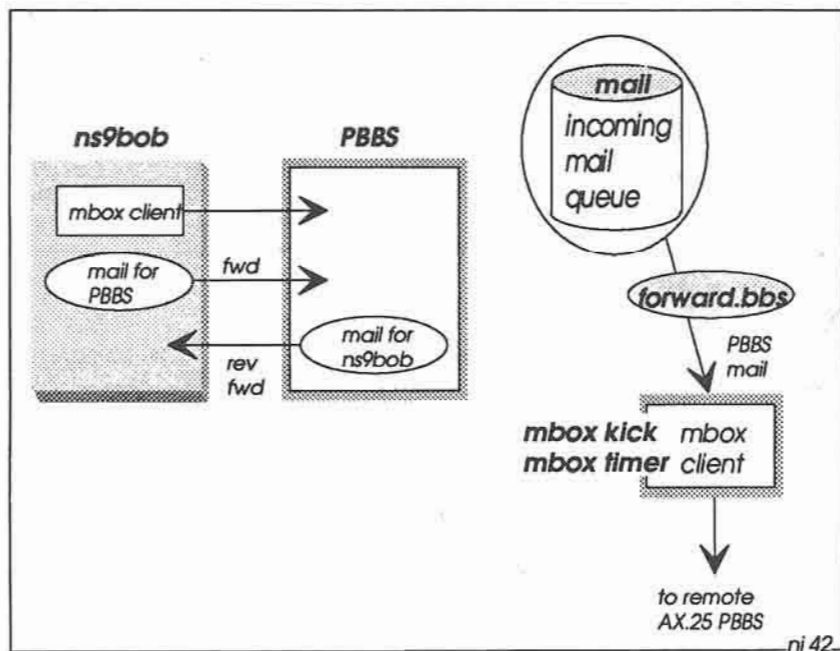 ns9bob
PBBS
mbox client
mail for
PBBS
fwd
mail for
ns9bob
rev
fwd
mail
incoming
mail
queue
forward.bbs
PBBS
mail
mbox kick
mbox timer
mbox
client
to remote
AX.25 PBBS
ni 42